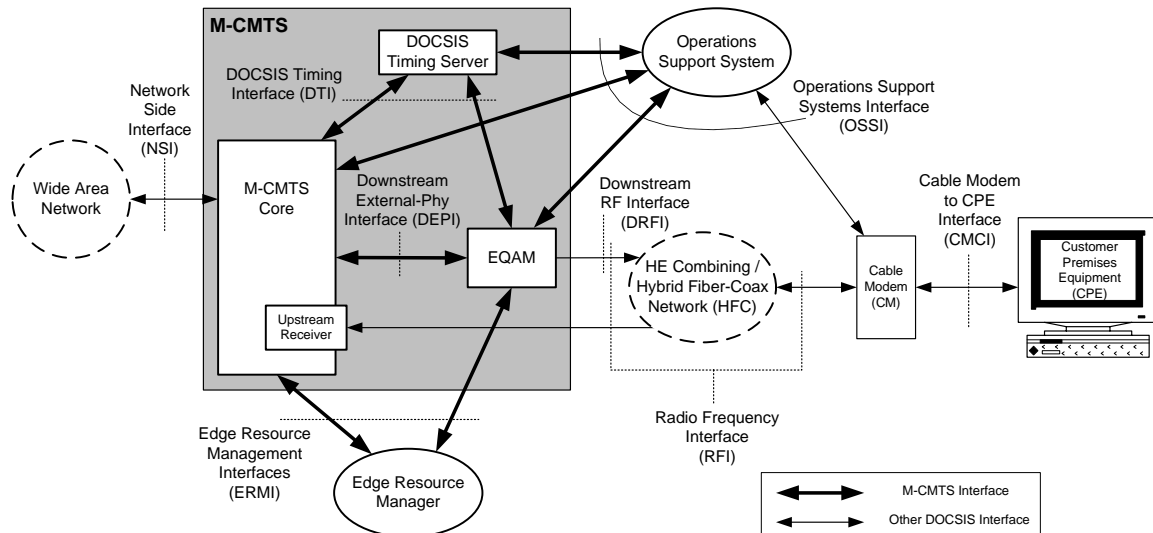 M-CMTS
DOCSIS
Timing Server
Operations
Support System
DOCSIS Timing
Interface (DTI)
Operations Support
Systems Interface
(OSSI)
Network
Side
Interface
(NSI)
Wide Area
Network
M-CMTS
Core
Downstream
External-Phy
Interface (DEPI)
EQAM
Downstream
RF Interface
(DRFI)
HE Combining /
Hybrid Fiber-Coax
Network (HFC)
Cable
Modem
(CM)
Cable Modem
to CPE
Interface
(CMCI)
Customer
Premises
Equipment
(CPE)
Upstream
Receiver
Edge Resource
Management
Interfaces
(ERMI)
Edge Resource
Manager
Radio Frequency
Interface
(RFI)
M-CMTS Interface
Other DOCSIS Interface